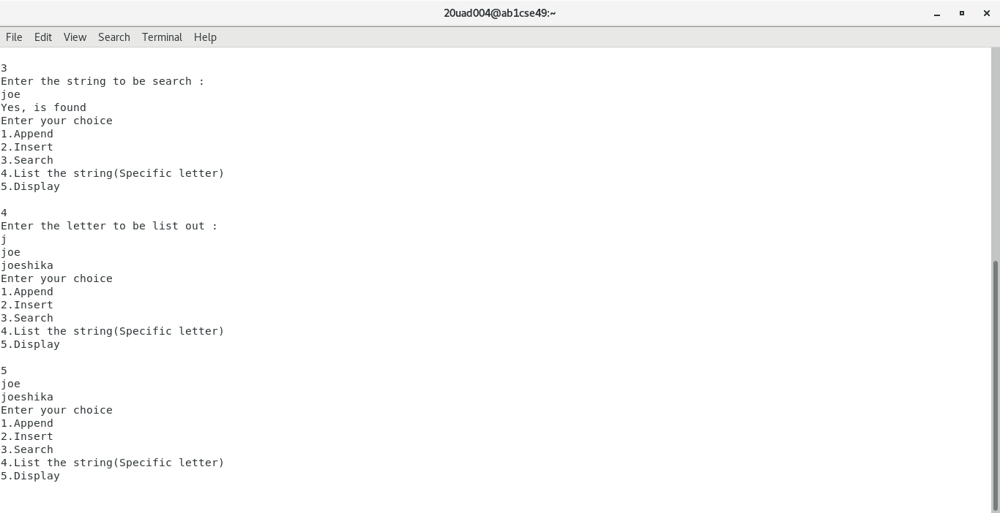 20uad004@ab1cse49:~
File Edit View Search Terminal Help
3
Enter the string to be search :
joe
Yes, is found
Enter your choice
1.Append
2.Insert
3.Search
4.List the string(Specific letter)
5.Display
4
Enter the letter to be list out :
j
joe
joeshika
Enter your choice
1.Append
2.Insert
3.Search
4.List the string(Specific letter)
5.Display
5
joe
joeshika
Enter your choice
1.Append
2.Insert
3.Search
4.List the string(Specific letter)
5.Display